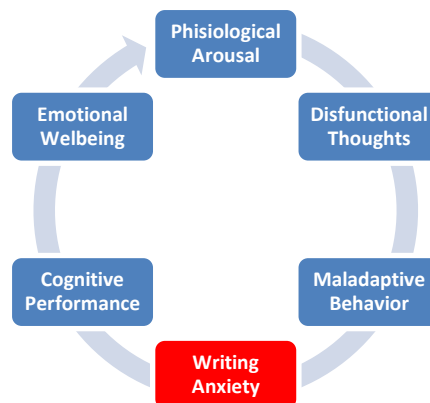 Phisiological
Arousal
Disfunctional
Thoughts
Maladaptive
Behavior
Writing
Anxiety
Cognitive
Performance
Emotional
Welbeing